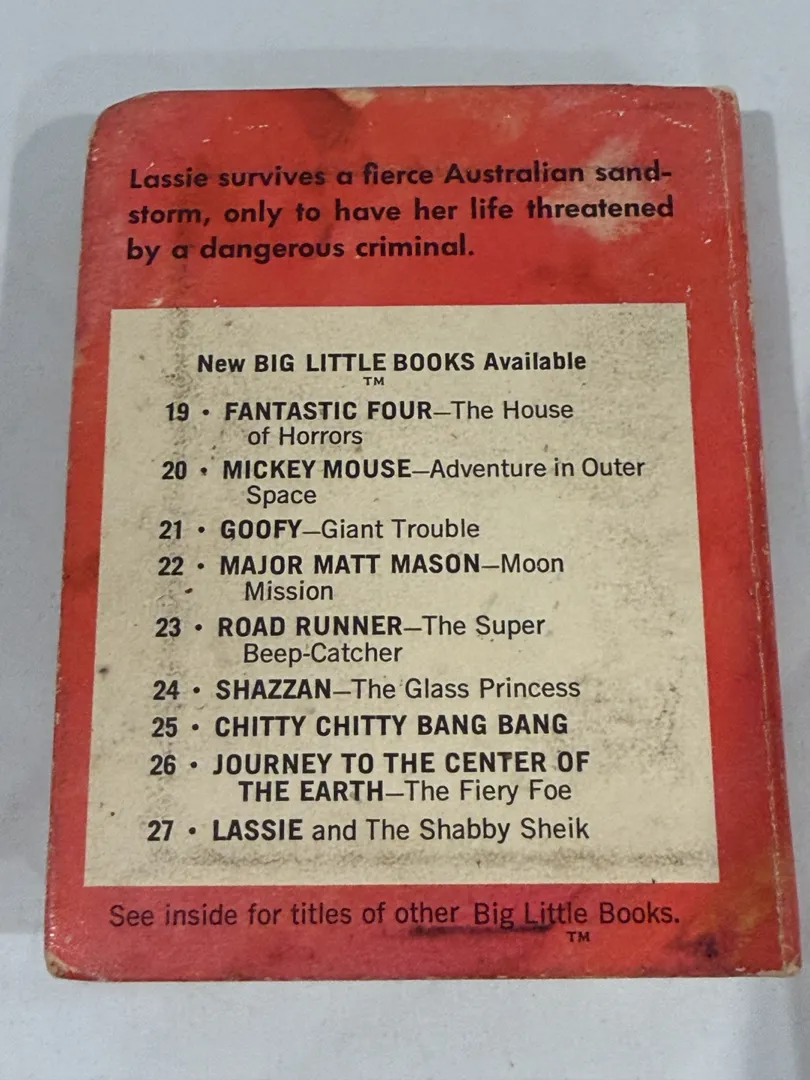 Lassie survives a fierce Australian sand-
storm, only to have her life threatened
by a dangerous criminal.
New BIG LITTLE BOOKS Available
TM
19 • FANTASTIC FOUR—The House
of Horrors
20 • MICKEY MOUSE—Adventure in Outer
Space
21 • GOOFY—Giant Trouble
22 • MAJOR MATT MASON—Moon
Mission
23 • ROAD RUNNER—The Super
Beep-Catcher
24 • SHAZZAN—The Glass Princess
25 • CHITTY CHITTY BANG BANG
26 • JOURNEY TO THE CENTER OF
THE EARTH—The Fiery Foe
27 • LASSIE and The Shabby Sheik
See inside for titles of other Big Little Books.
TM